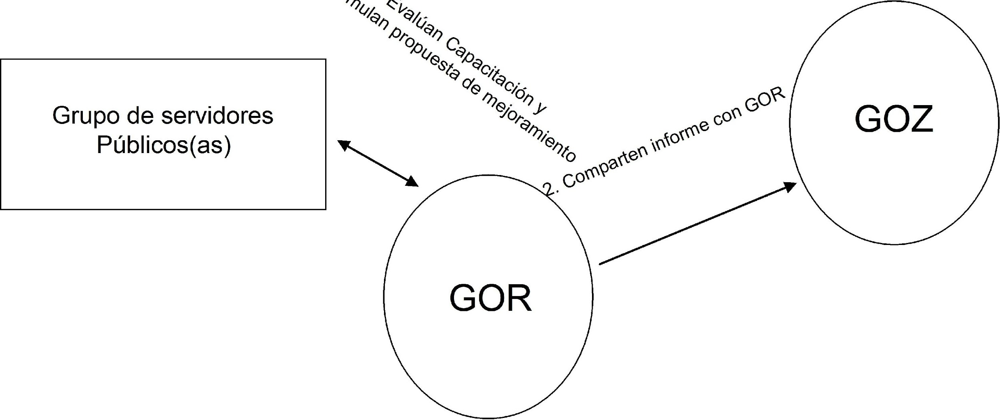 Evalúan Capacitación y
mulan propuesta de mejoramiento
2. Comparten informe con GOR
Grupo de servidores
Públicos(as)
GOZ
GOR